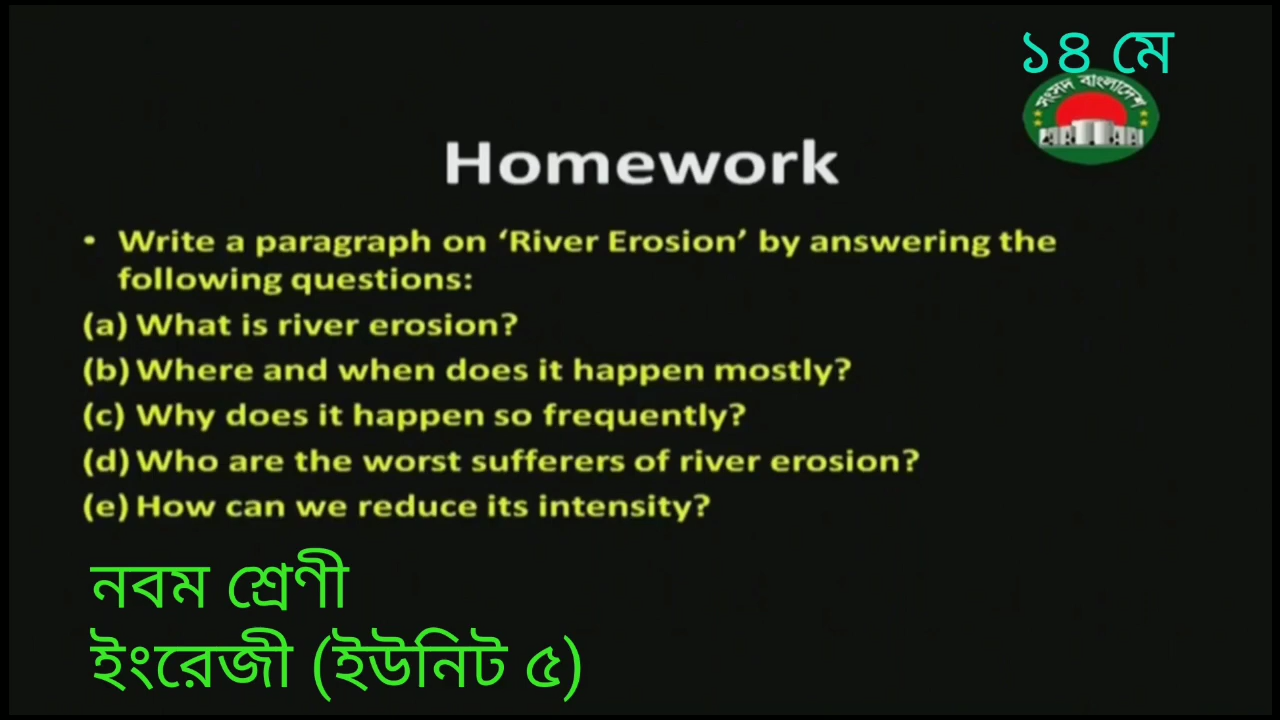 ১৪ মে
সংসদ বাংলাদেশ
Homework
• Write a paragraph on ‘River Erosion’ by answering the
following questions:
(a) What is river erosion?
(b) Where and when does it happen mostly?
(c) Why does it happen so frequently?
(d) Who are the worst sufferers of river erosion?
(e) How can we reduce its intensity?
নবম শ্রেণী
ইংরেজী (ইউনিট ৫)